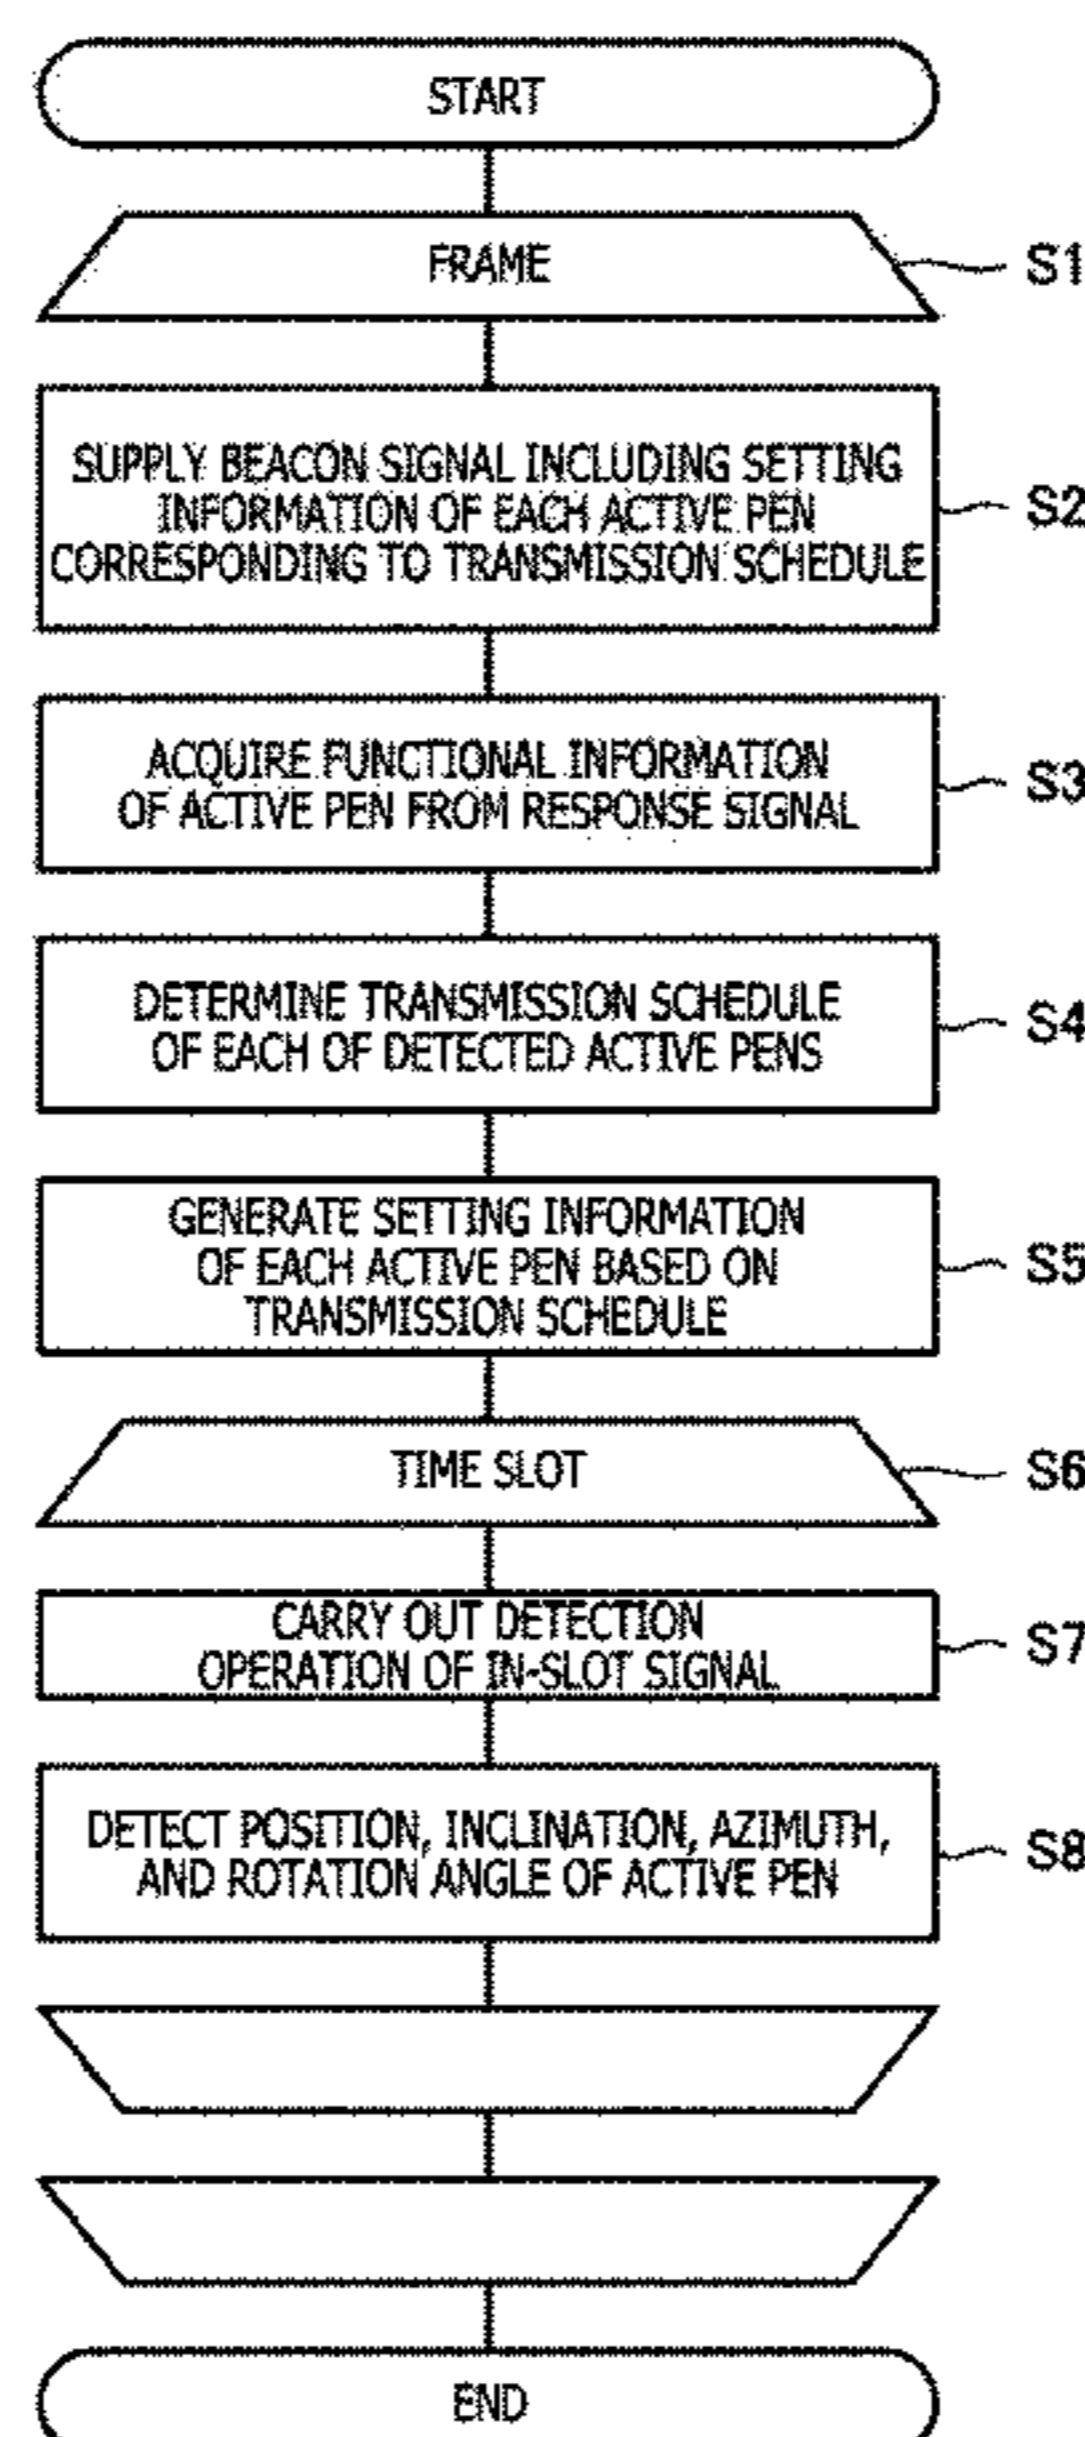 START
FRAME
S1
SUPPLY BEACON SIGNAL INCLUDING SETTING
INFORMATION OF EACH ACTIVE PEN
CORRESPONDING TO TRANSMISSION SCHEDULE
S2
ACQUIRE FUNCTIONAL INFORMATION
OF ACTIVE PEN FROM RESPONSE SIGNAL
S3
DETERMINE TRANSMISSION SCHEDULE
OF EACH OF DETECTED ACTIVE PENS
S4
GENERATE SETTING INFORMATION
OF EACH ACTIVE PEN BASED ON
TRANSMISSION SCHEDULE
S5
TIME SLOT
S6
CARRY OUT DETECTION
OPERATION OF IN-SLOT SIGNAL
S7
DETECT POSITION, INCLINATION, AZIMUTH,
AND ROTATION ANGLE OF ACTIVE PEN
S8
END